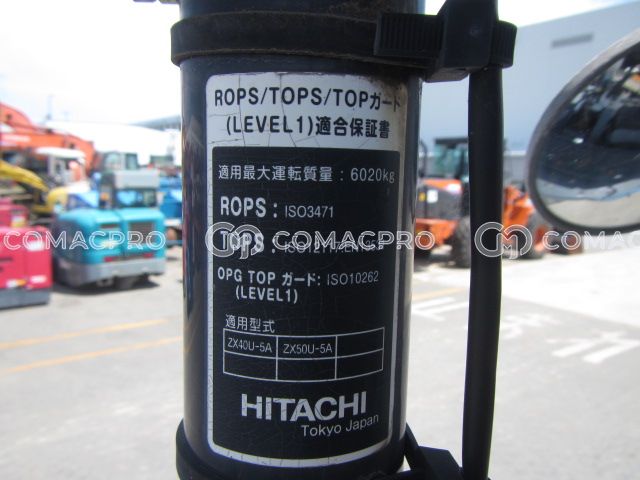 ROPS/TOPS/TOPガード
(LEVEL1)適合保証書
適用最大運転質量 : 6020kg
ROPS : ISO3471
TOPS :
COMACPRO COMACPRO COMACPRO
OPG TOP ガード: ISO10262
(LEVEL1)
適用型式
ZX40U-5A ZX50U-5A
HITACHI
Tokyo Japan